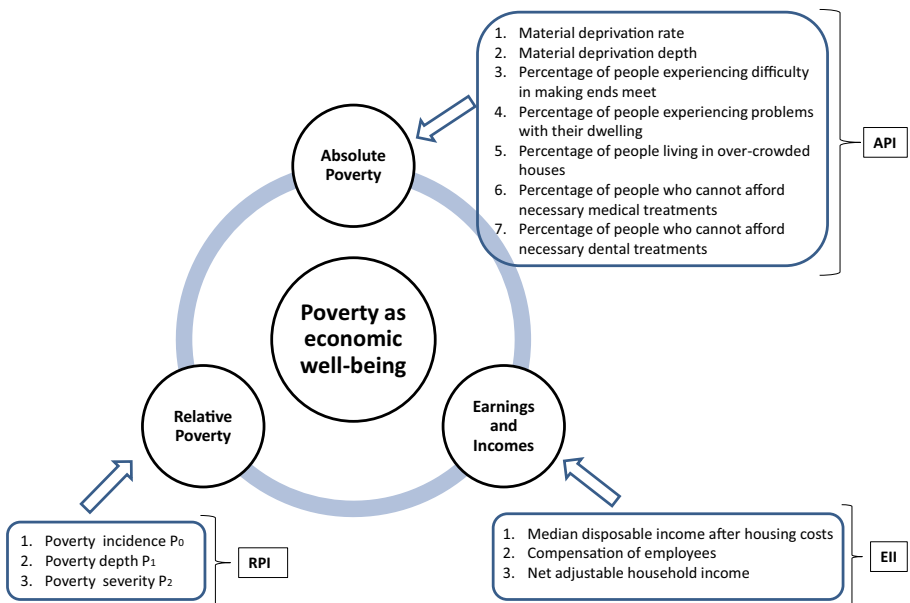 1. Material deprivation rate
2. Material deprivation depth
3. Percentage of people experiencing difficulty
in making ends meet
4. Percentage of people experiencing problems
with their dwelling
5. Percentage of people living in over-crowded
houses
6. Percentage of people who cannot afford
necessary medical treatments
7. Percentage of people who cannot afford
necessary dental treatments
API
Absolute
Poverty
Poverty as
economic
well-being
Relative
Poverty
Earnings
and
Incomes
1. Poverty incidence P0
2. Poverty depth P1
3. Poverty severity P2
RPI
1. Median disposable income after housing costs
2. Compensation of employees
3. Net adjustable household income
EII